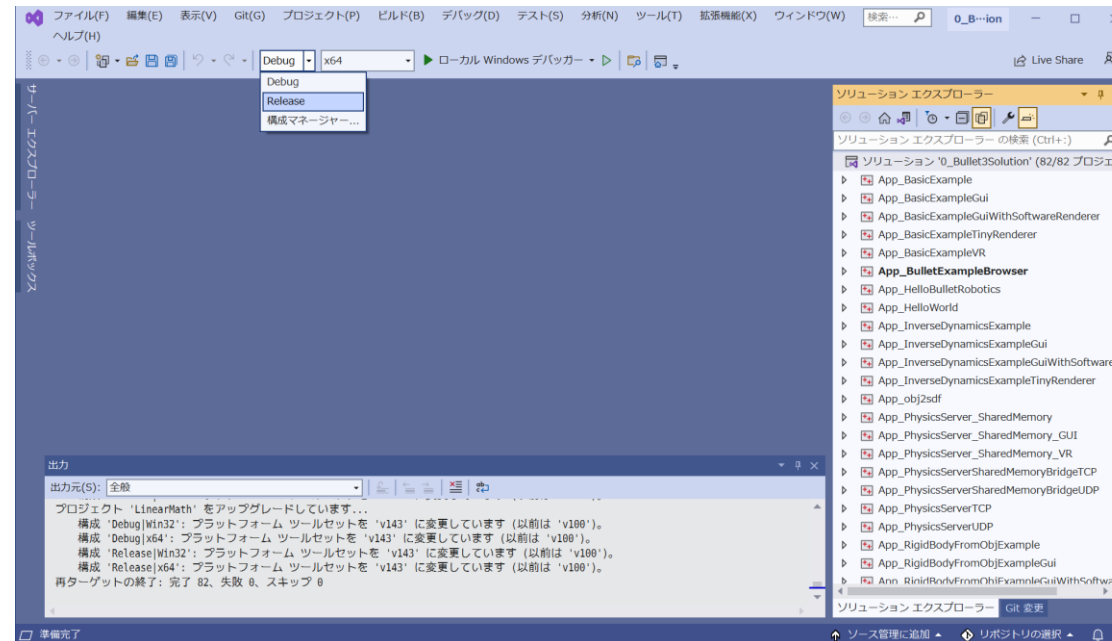 ファイル(F) 編集(E) 表示(V) Git(G) プロジェクト(P) ビルド(B) デバッグ(D) テスト(S) 分析(N) ツール(T) 拡張機能(X) ウィンドウ(W) 検索… 0_B…ion
ヘルプ(H)
Debug x64 ローカル Windows デバッガー Live Share
Debug
Release
構成マネージャー...
サーバー エクスプローラー
ツールボックス
ソリューション エクスプローラー
ソリューション エクスプローラー の検索 (Ctrl+:)
ソリューション '0_Bullet3Solution' (82/82 プロジェ
App_BasicExample
App_BasicExampleGui
App_BasicExampleGuiWithSoftwareRenderer
App_BasicExampleTinyRenderer
App_BasicExampleVR
App_BulletExampleBrowser
App_HelloBulletRobotics
App_HelloWorld
App_InverseDynamicsExample
App_InverseDynamicsExampleGui
App_InverseDynamicsExampleGuiWithSoftware
App_InverseDynamicsExampleTinyRenderer
App_obj2sdf
App_PhysicsServer_SharedMemory
App_PhysicsServer_SharedMemory_GUI
App_PhysicsServer_SharedMemory_VR
App_PhysicsServerSharedMemoryBridgeTCP
App_PhysicsServerSharedMemoryBridgeUDP
App_PhysicsServerTCP
App_PhysicsServerUDP
App_RigidBodyFromObjExample
App_RigidBodyFromObjExampleGui
App_RigidBodyFromObjExampleGuiWithSoftwa
ソリューション エクスプローラー Git 変更
出力
出力元(S): 全般
プロジェクト 'LinearMath' をアップグレードしています...
構成 'Debug|Win32': プラットフォーム ツールセットを 'v143' に変更しています (以前は 'v100')。
構成 'Debug|x64': プラットフォーム ツールセットを 'v143' に変更しています (以前は 'v100')。
構成 'Release|Win32': プラットフォーム ツールセットを 'v143' に変更しています (以前は 'v100')。
構成 'Release|x64': プラットフォーム ツールセットを 'v143' に変更しています (以前は 'v100')。
再ターゲットの終了: 完了 82、失敗 0、スキップ 0
準備完了 ソース管理に追加 リポジトリの選択